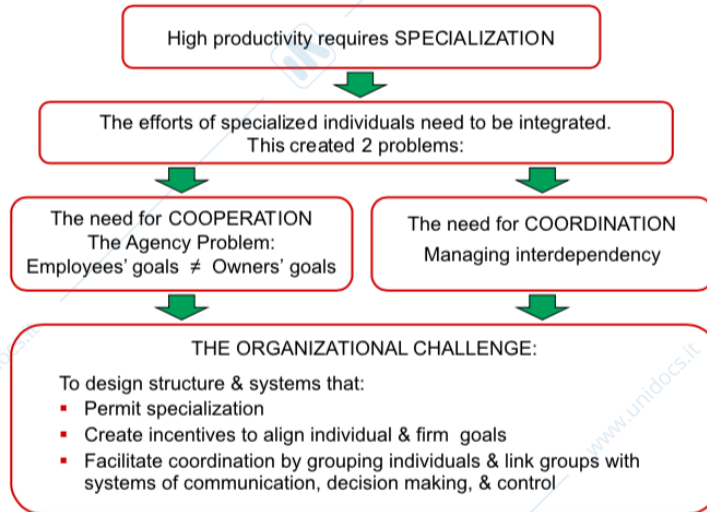 High productivity requires SPECIALIZATION
The efforts of specialized individuals need to be integrated.
This created 2 problems:
The need for COOPERATION
The Agency Problem:
Employees' goals ≠ Owners' goals
The need for COORDINATION
Managing interdependency
THE ORGANIZATIONAL CHALLENGE:
To design structure & systems that:
▪ Permit specialization
▪ Create incentives to align individual & firm goals
▪ Facilitate coordination by grouping individuals & link groups with
systems of communication, decision making, & control
www.unidocs.it